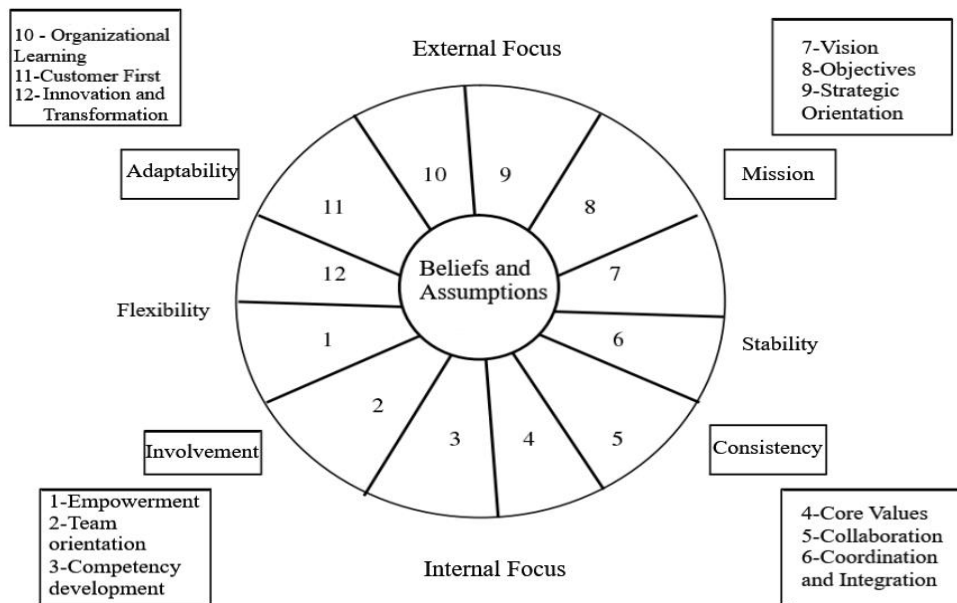 10 - Organizational
Learning
11-Customer First
12- Innovation and
Transformation
External Focus
7-Vision
8-Objectives
9-Strategic
Orientation
Adaptability
Mission
10
9
11
8
12
7
Beliefs and
Assumptions
Flexibility
Stability
1
6
2
5
3
4
Involvement
Consistency
1-Empowerment
2-Team
orientation
3-Competency
development
Internal Focus
4-Core Values
5-Collaboration
6-Coordination
and Integration